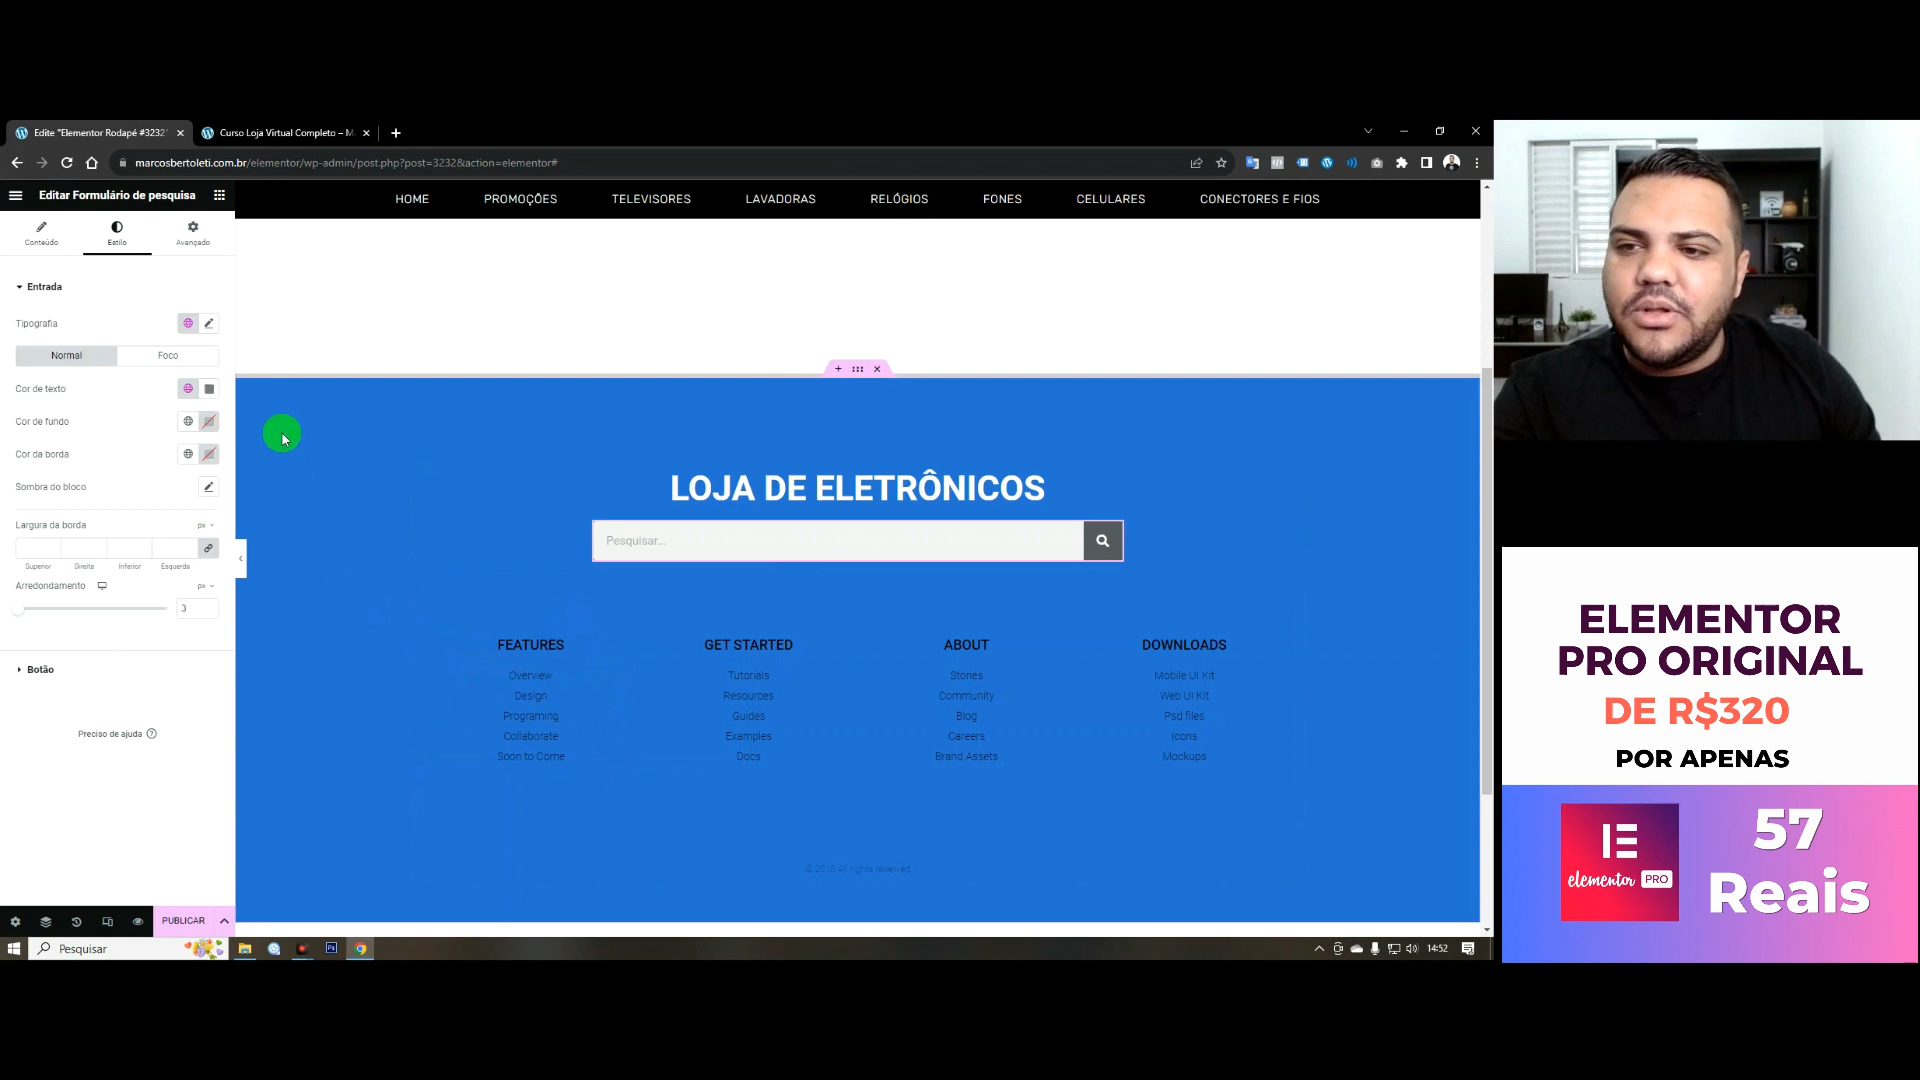 Edite "Elementor Rodapé #3232"
Curso Loja Virtual Completo – M
marcosbertoleti.com.br/elementor/wp-admin/post.php?post=3232&action=elementor#
Editar Formulário de pesquisa
Conteúdo
Estilo
Avançado
Entrada
Tipografia
Normal
Foco
Cor de texto
Cor de fundo
Cor da borda
Sombra do bloco
Largura da borda
px
Superior
Direita
Inferior
Esquerda
Arredondamento
px
3
Botão
Preciso de ajuda
PUBLICAR
HOME
PROMOÇÕES
TELEVISORES
LAVADORAS
RELÓGIOS
FONES
CELULARES
CONECTORES E FIOS
LOJA DE ELETRÔNICOS
Pesquisar...
FEATURES
Overview
Design
Programing
Collaborate
Soon to Come
GET STARTED
Tutorials
Resources
Guides
Examples
Docs
ABOUT
Stories
Community
Blog
Careers
Brand Assets
DOWNLOADS
Mobile UI Kit
Web UI Kit
Psd files
Icons
Mockups
© 2018 All rights reserved
Pesquisar
Ps
14:52
ELEMENTOR
PRO ORIGINAL
DE R$320
POR APENAS
elementor PRO
57
Reais